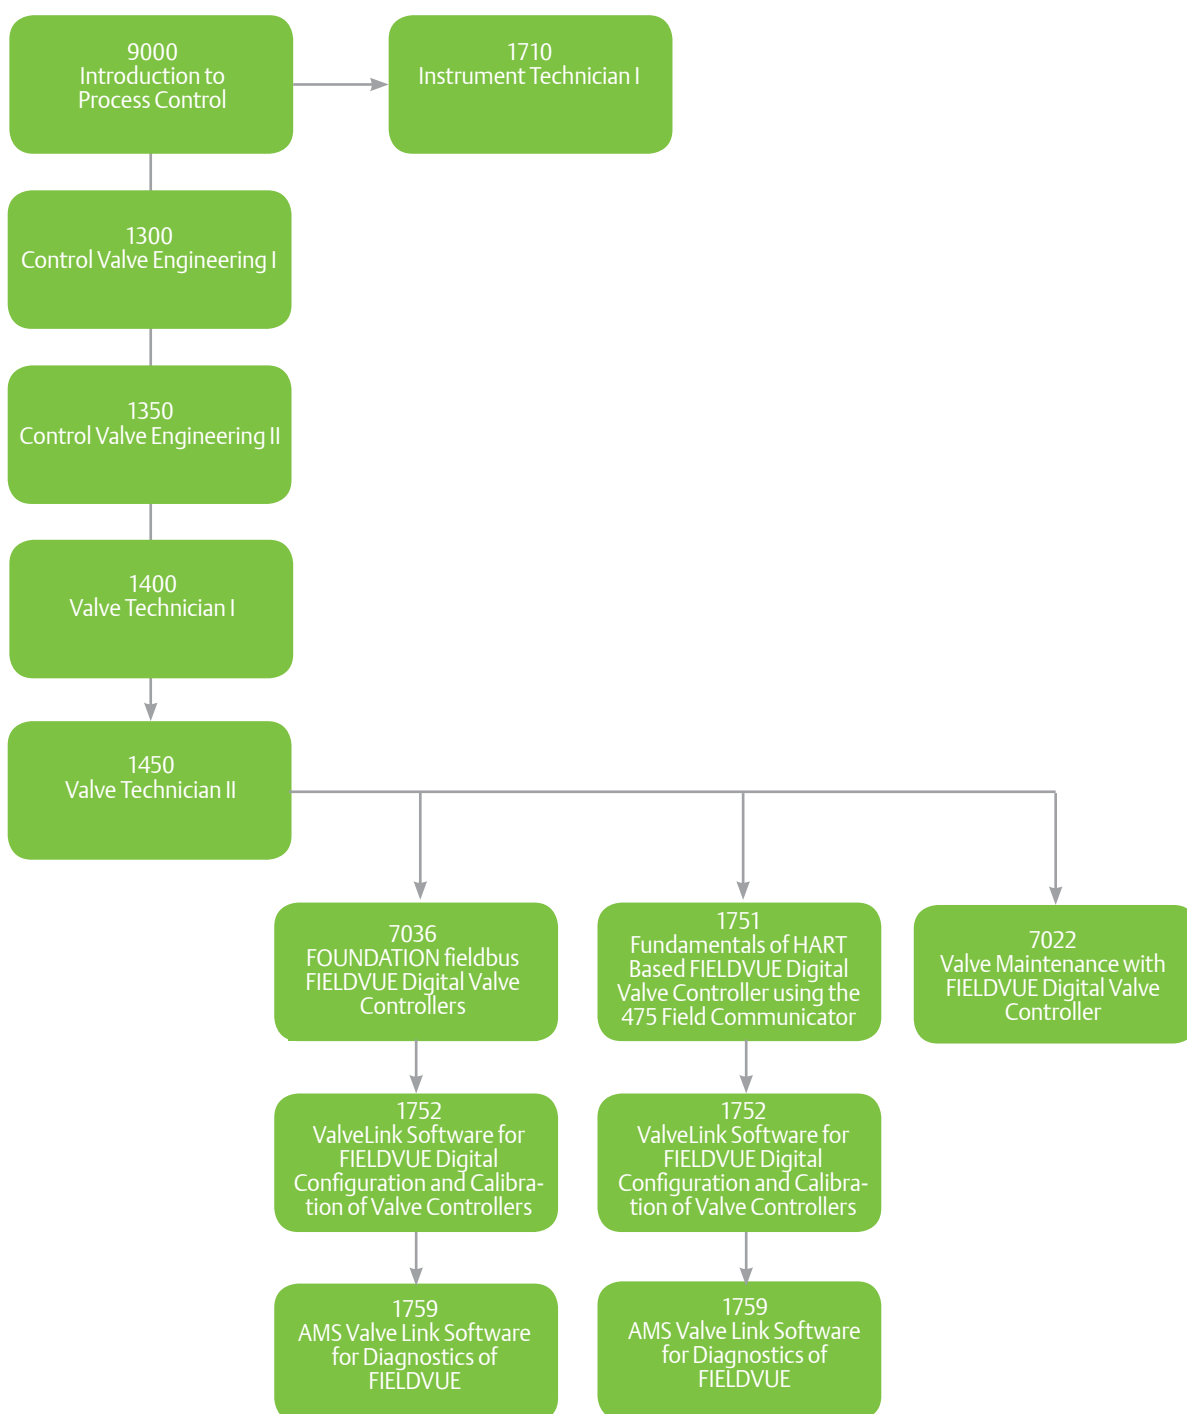 9000
Introduction to
Process Control
1710
Instrument Technician I
1300
Control Valve Engineering I
1350
Control Valve Engineering II
1400
Valve Technician I
1450
Valve Technician II
7036
FOUNDATION fieldbus
FIELDVUE Digital Valve
Controllers
1751
Fundamentals of HART
Based FIELDVUE Digital
Valve Controller using the
475 Field Communicator
7022
Valve Maintenance with
FIELDVUE Digital Valve
Controller
1752
ValveLink Software for
FIELDVUE Digital
Configuration and Calibra-
tion of Valve Controllers
1752
ValveLink Software for
FIELDVUE Digital
Configuration and Calibra-
tion of Valve Controllers
1759
AMS Valve Link Software
for Diagnostics of
FIELDVUE
1759
AMS Valve Link Software
for Diagnostics of
FIELDVUE